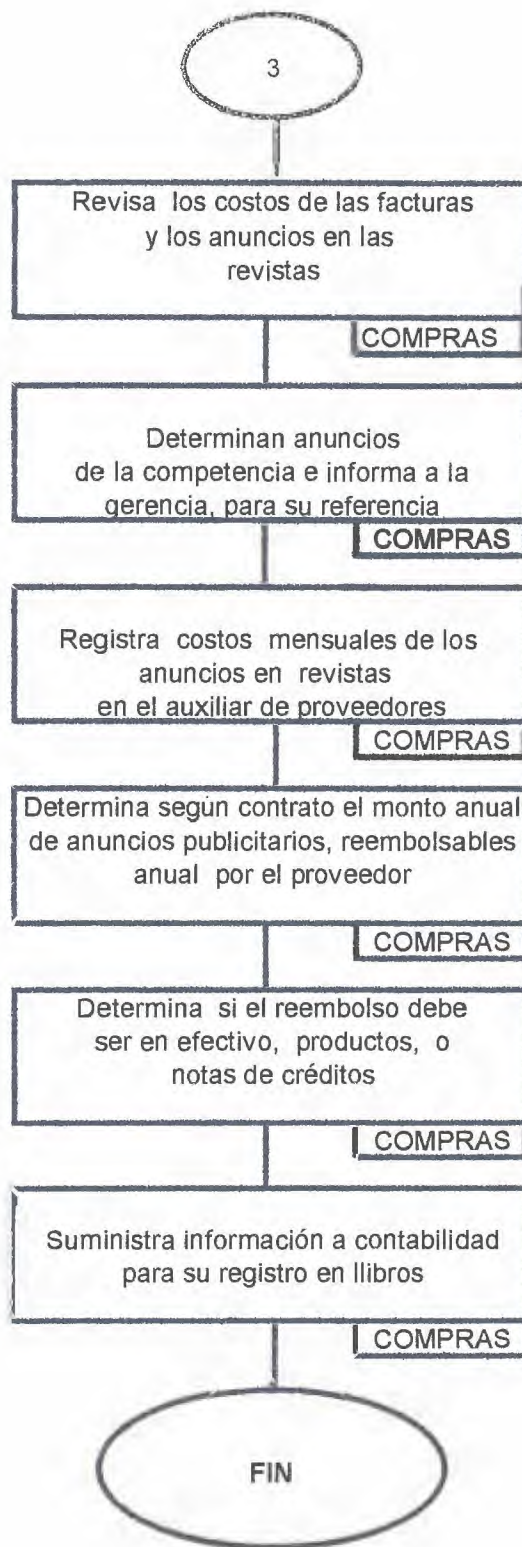 3
Revisa los costos de las facturas
y los anuncios en las
revistas
COMPRAS
Determinan anuncios
de la competencia e informa a la
gerencia, para su referencia
COMPRAS
Registra costos mensuales de los
anuncios en revistas
en el auxiliar de proveedores
COMPRAS
Determina según contrato el monto anual
de anuncios publicitarios, reembolsables
anual por el proveedor
COMPRAS
Determina si el reembolso debe
ser en efectivo, productos, o
notas de créditos
COMPRAS
Suministra información a contabilidad
para su registro en llibros
COMPRAS
FIN